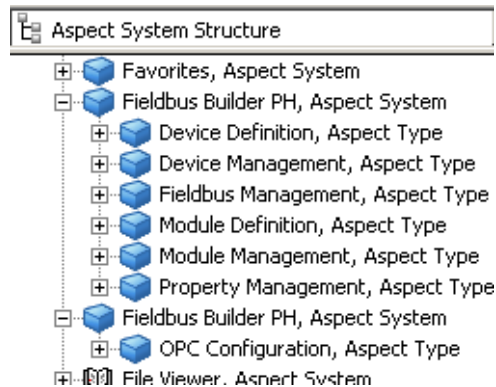 Aspect System Structure
Favorites, Aspect System
Fieldbus Builder PH, Aspect System
Device Definition, Aspect Type
Device Management, Aspect Type
Fieldbus Management, Aspect Type
Module Definition, Aspect Type
Module Management, Aspect Type
Property Management, Aspect Type
Fieldbus Builder PH, Aspect System
OPC Configuration, Aspect Type
File Viewer, Aspect System